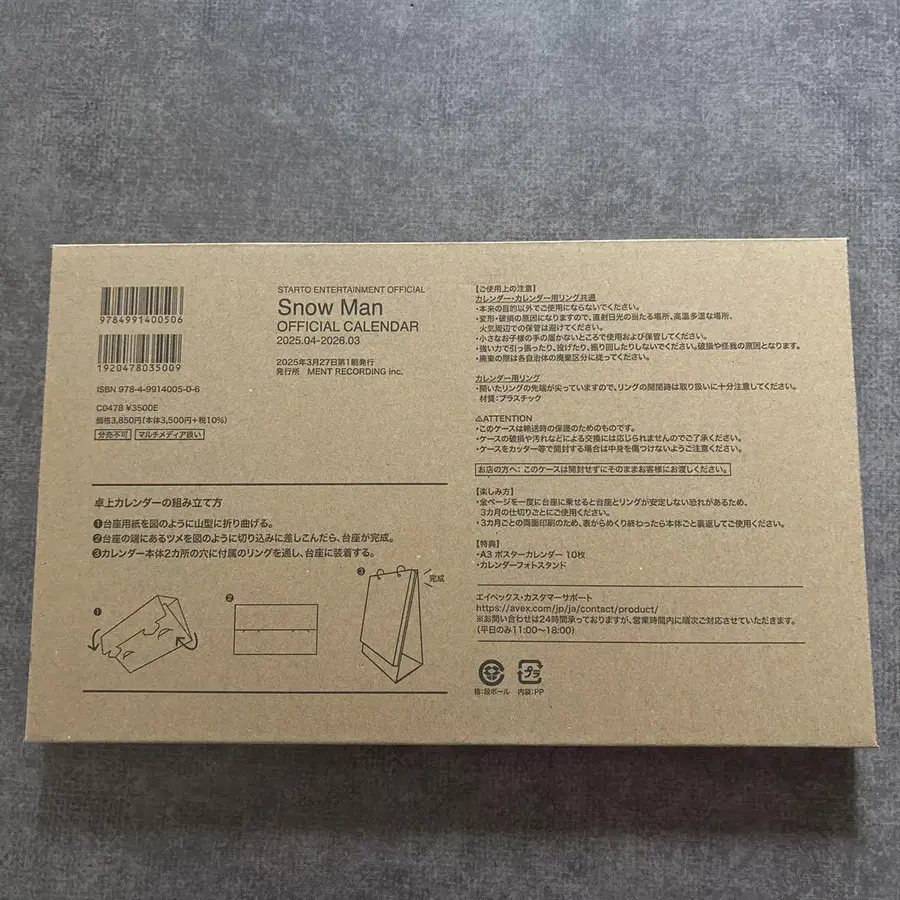 9784991400506
1920478035009
ISBN 978-4-9914005-0-6
C0478 ¥3500E
価格3,850円(本体3,500円+税10%)
分売不可 マルチメディア扱い
STARTO ENTERTAINMENT OFFICIAL
Snow Man
OFFICIAL CALENDAR
2025.04-2026.03
2025年3月27日第1刷発行
発行所 MENT RECORDING inc.
卓上カレンダーの組み立て方
❶台座用紙を図のように山型に折り曲げる。
❷台座の端にあるツメを図のように切り込みに差しこんだら、台座が完成。
❸カレンダー本体2カ所の穴に付属のリングを通し、台座に装着する。
❶
❷
❸
完成
【ご使用上の注意】
カレンダー・カレンダー用リング共通
・本来の目的以外でご使用にならないでください。
・変形・破損の原因になりますので、直射日光の当たる場所、高温多湿な場所、
火気周辺での保管は避けてください。
・小さなお子様の手の届かないところで使用および保管してください。
・強い力で引っ張ったり、投げたり、振り回したりしないでください。破損や怪我の原因となります。
・廃棄の際は各自治体の廃棄区分に従ってください。
カレンダー用リング
・開いたリングの先端が尖っていますので、リングの開閉時は取り扱いに十分注意してください。
材質:プラスチック
⚠ATTENTION
・このケースは輸送時の保護のためのものです。
・ケースの破損や汚れなどによる交換には応じられませんのでご了承ください。
・ケースをカッター等で開封する場合は中身を傷つけないようご注意ください。
お店の方へ:このケースは開封せずにそのままお客様にお渡しください。
【楽しみ方】
・全ページを一度に台座に乗せると台座とリングが安定しない恐れがあるため、
3カ月の仕切りごとにご使用ください。
・3カ月ごとの両面印刷のため、表からめくり終わったら本体ごと裏返してご使用ください。
【特典】
・A3 ポスターカレンダー 10枚
・カレンダーフォトスタンド
エイベックス・カスタマーサポート
https://avex.com/jp/ja/contact/product/
※お問い合わせは24時間承っておりますが、営業時間内に順次ご対応させていただきます。
(平日のみ11:00〜18:00)
プラ
箱:段ボール 内袋:PP